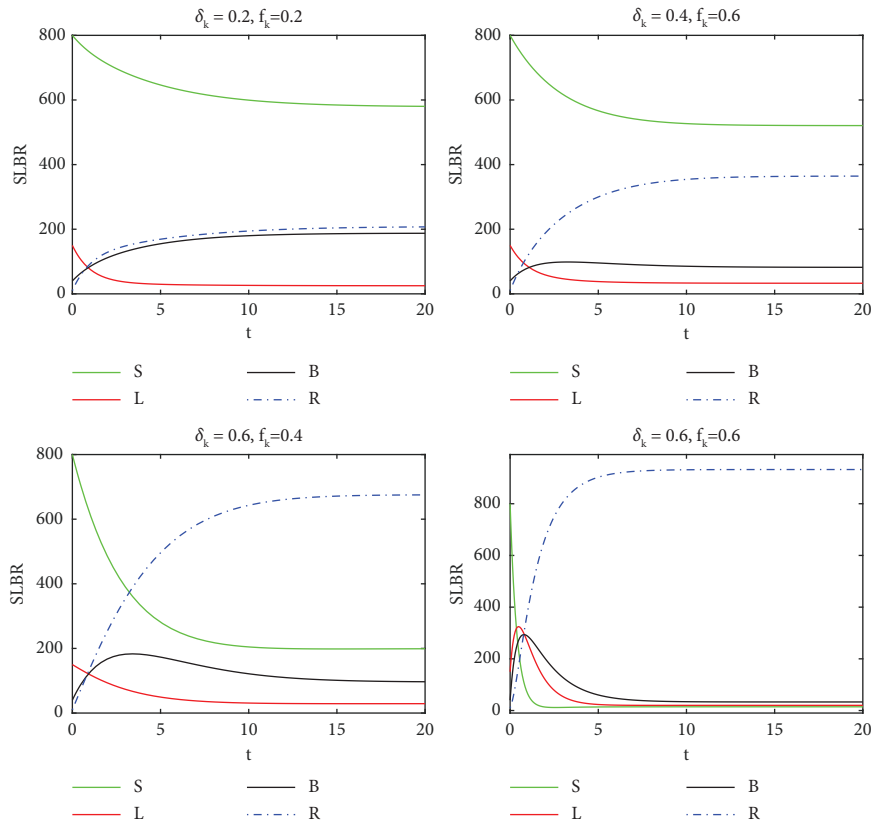 δk = 0.2, fk=0.2
800
600
400
200
0
SLBR
0 5 10 15 20
t
S B
L R
δk = 0.4, fk=0.6
800
600
400
200
0
SLBR
0 5 10 15 20
t
S B
L R
δk = 0.6, fk=0.4
800
600
400
200
0
SLBR
0 5 10 15 20
t
S B
L R
δk = 0.6, fk=0.6
800
600
400
200
0
SLBR
0 5 10 15 20
t
S B
L R